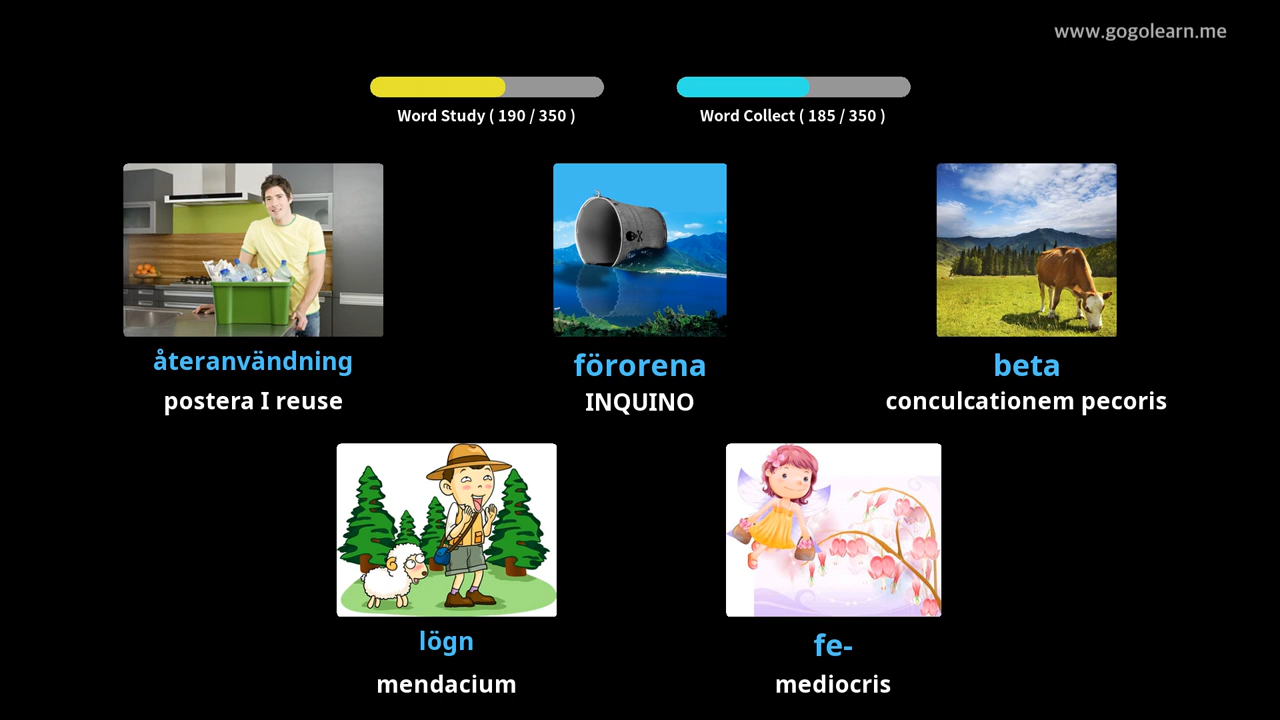 www.gogolearn.me
Word Study ( 190 / 350 )
Word Collect ( 185 / 350 )
återanvändning
postera I reuse
förorena
INQUINO
beta
conculcationem pecoris
lögn
mendacium
fe-
mediocris